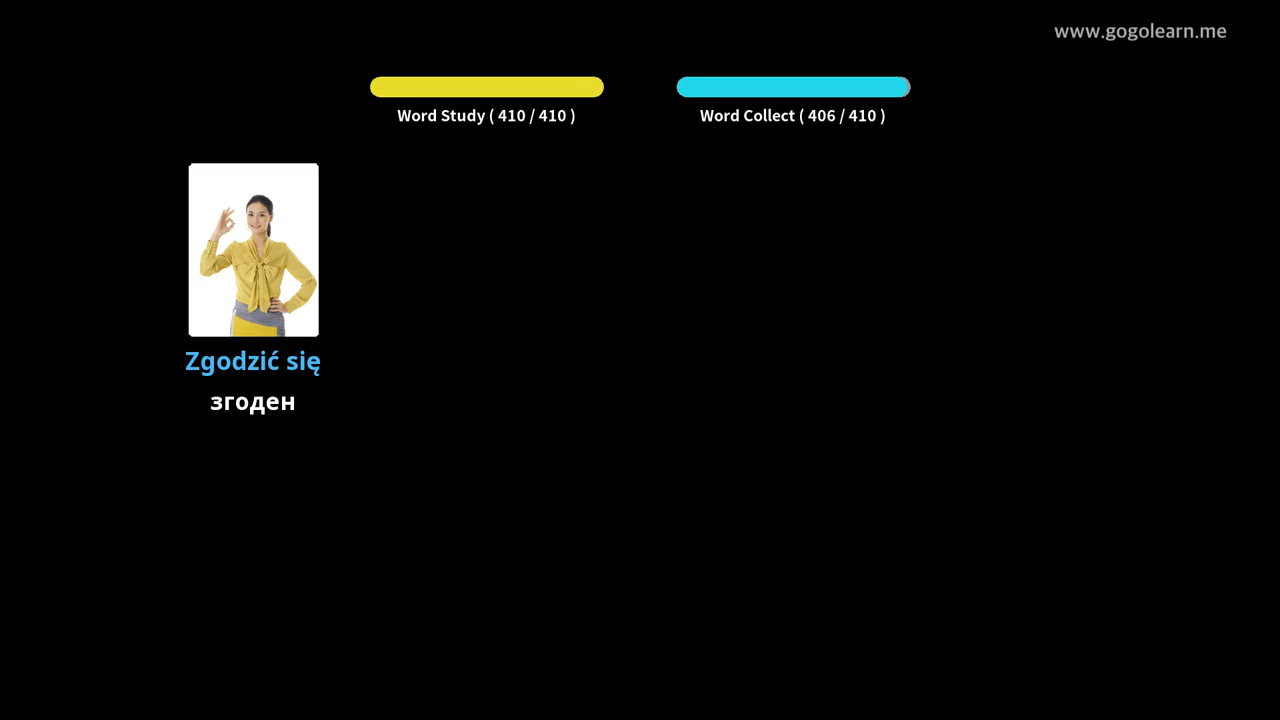 www.gogolearn.me
Word Study ( 410 / 410 )
Word Collect ( 406 / 410 )
Zgodzić się
згоден